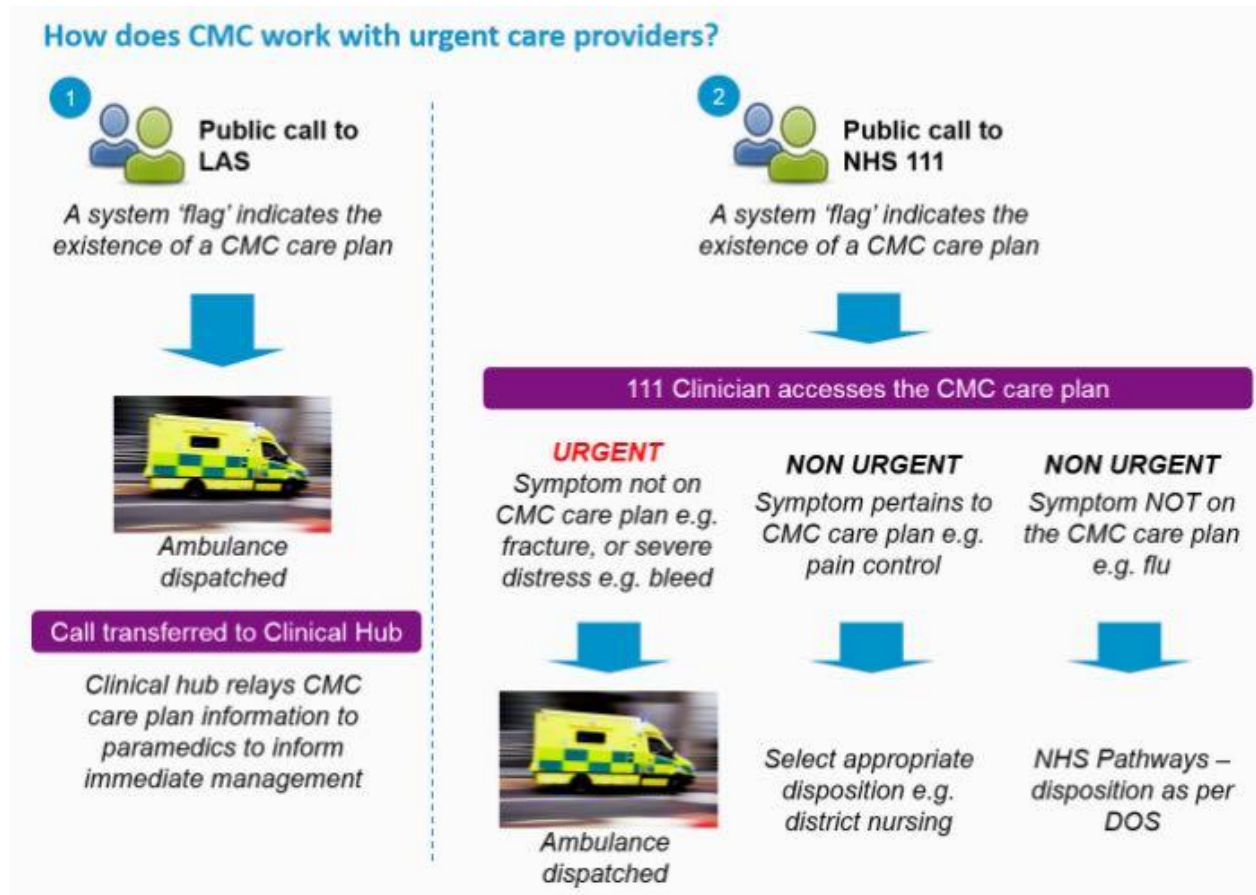 How does CMC work with urgent care providers?
1
Public call to
LAS
A system ‘flag’ indicates the
existence of a CMC care plan
Ambulance
dispatched
Call transferred to Clinical Hub
Clinical hub relays CMC
care plan information to
paramedics to inform
immediate management
2
Public call to
NHS 111
A system ‘flag’ indicates the
existence of a CMC care plan
111 Clinician accesses the CMC care plan
URGENT
Symptom not on
CMC care plan e.g.
fracture, or severe
distress e.g. bleed
Ambulance
dispatched
NON URGENT
Symptom pertains to
CMC care plan e.g.
pain control
Select appropriate
disposition e.g.
district nursing
NON URGENT
Symptom NOT on
the CMC care plan
e.g. flu
NHS Pathways –
disposition as per
DOS